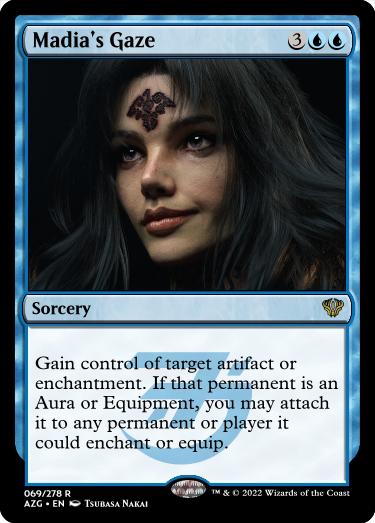 Madia's Gaze 3
Sorcery
Gain control of target artifact or
enchantment. If that permanent is an
Aura or Equipment, you may attach
it to any permanent or player it
could enchant or equip.
069/278 R
AZG • EN Tsubasa Nakai
™ & © 2022 Wizards of the Coast